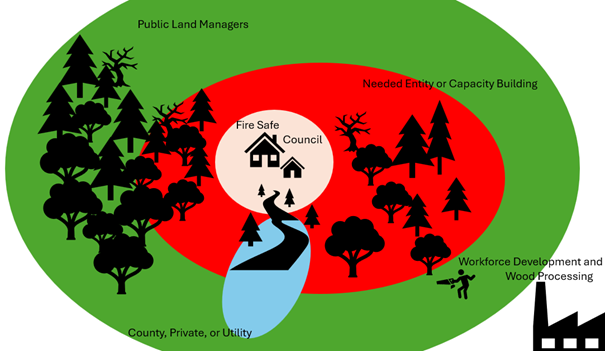 Public Land Managers
Needed Entity or Capacity Building
Fire Safe
Council
Workforce Development and
Wood Processing
County, Private, or Utility